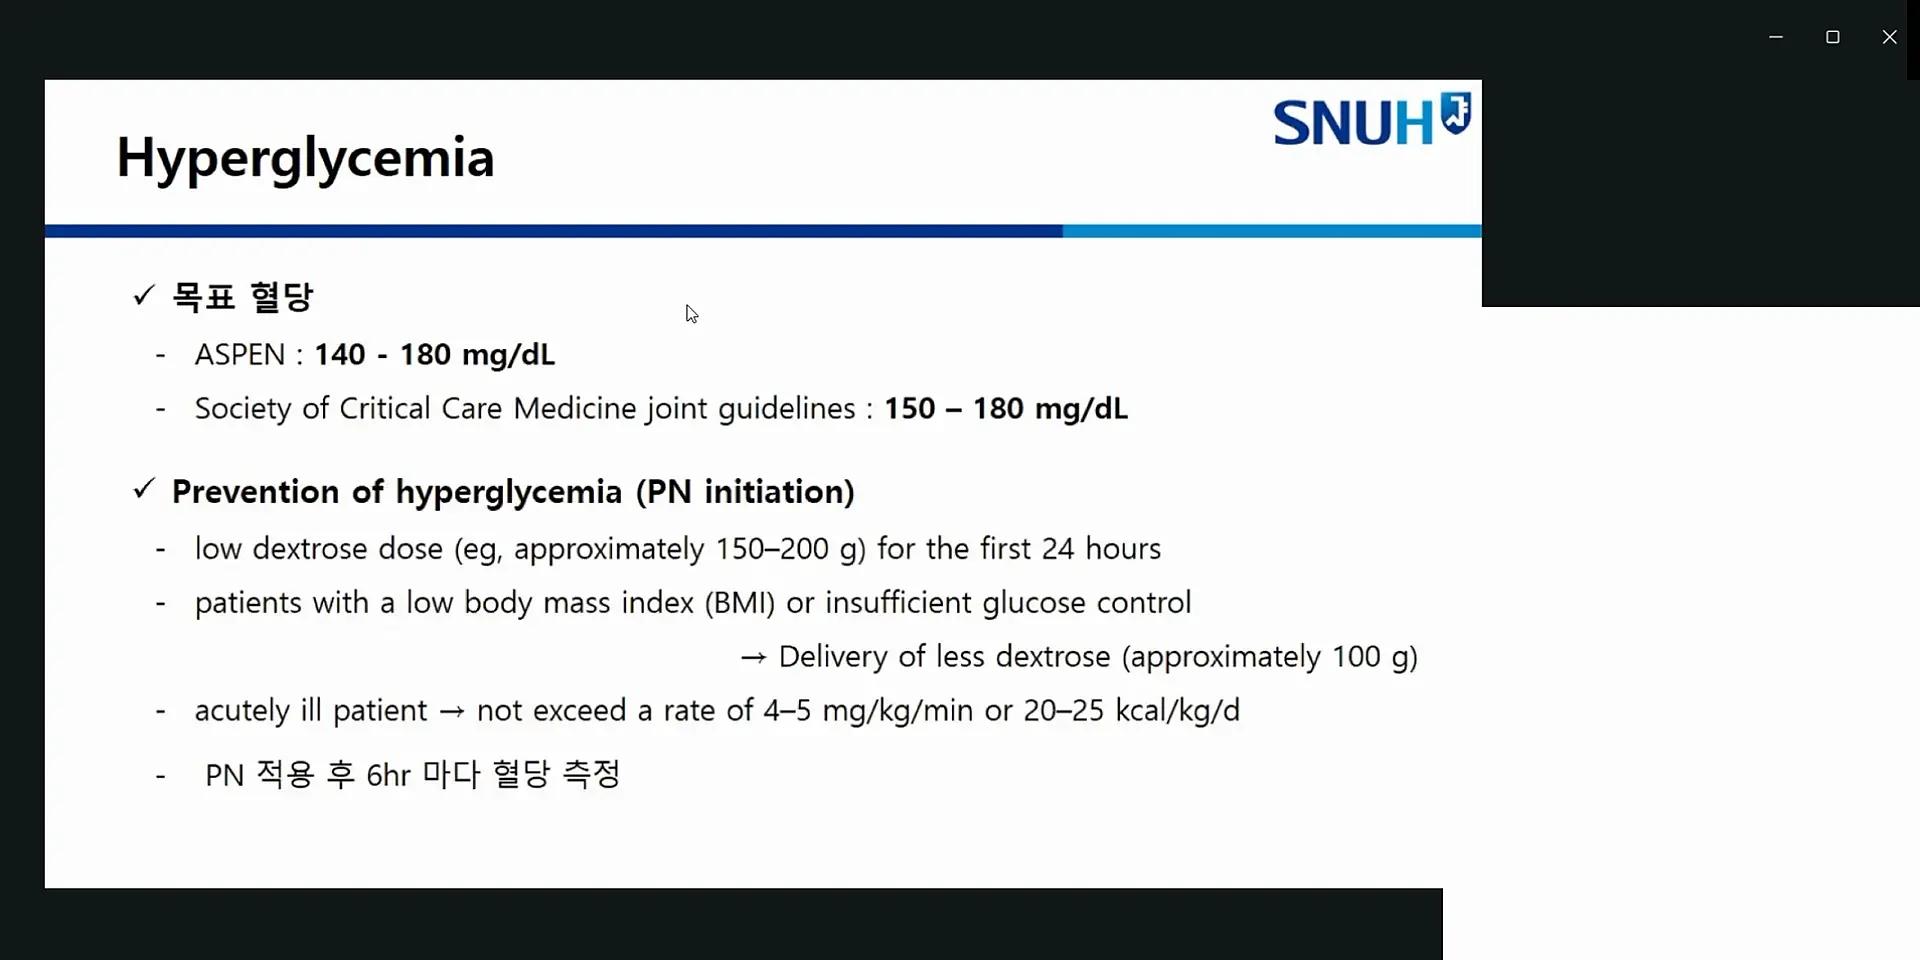 SNUH
Hyperglycemia
✓ 목표 혈당
- ASPEN : 140 - 180 mg/dL
- Society of Critical Care Medicine joint guidelines : 150 – 180 mg/dL
✓ Prevention of hyperglycemia (PN initiation)
- low dextrose dose (eg, approximately 150–200 g) for the first 24 hours
- patients with a low body mass index (BMI) or insufficient glucose control
→ Delivery of less dextrose (approximately 100 g)
- acutely ill patient → not exceed a rate of 4–5 mg/kg/min or 20–25 kcal/kg/d
- PN 적용 후 6hr 마다 혈당 측정